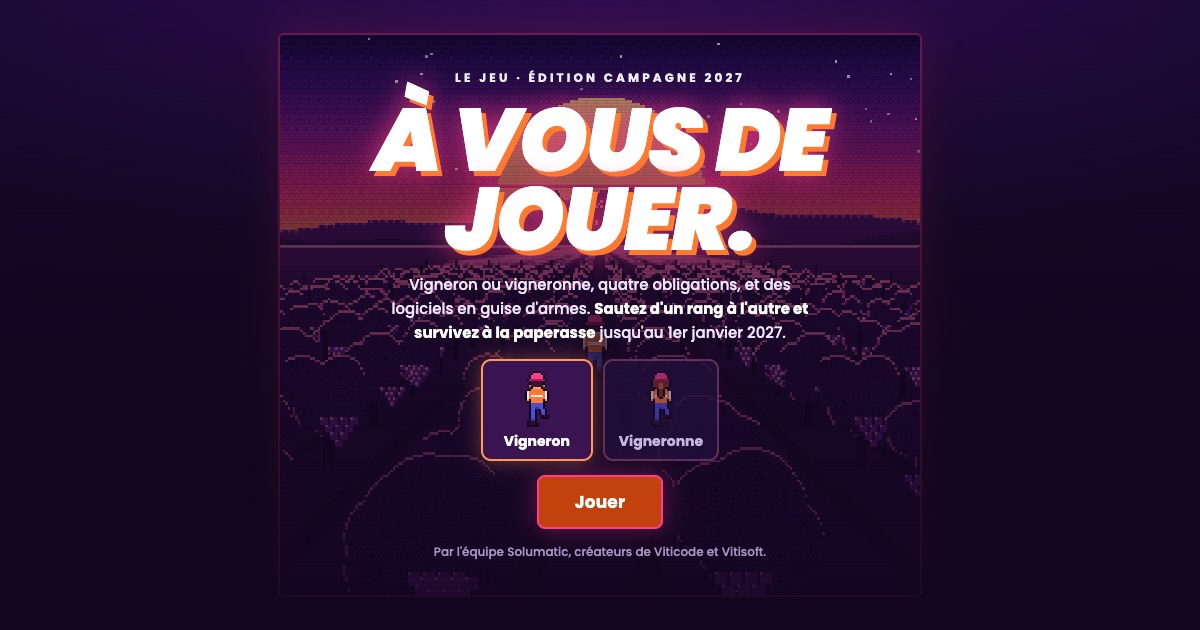 LE JEU · ÉDITION CAMPAGNE 2027
À VOUS DE
JOUER.
Vigneron ou vigneronne, quatre obligations, et des
logiciels en guise d'armes. Sautez d'un rang à l'autre et
survivez à la paperasse jusqu'au 1er janvier 2027.
Vigneron
Vigneronne
Jouer
Par l'équipe Solumatic, créateurs de Viticode et Vitisoft.